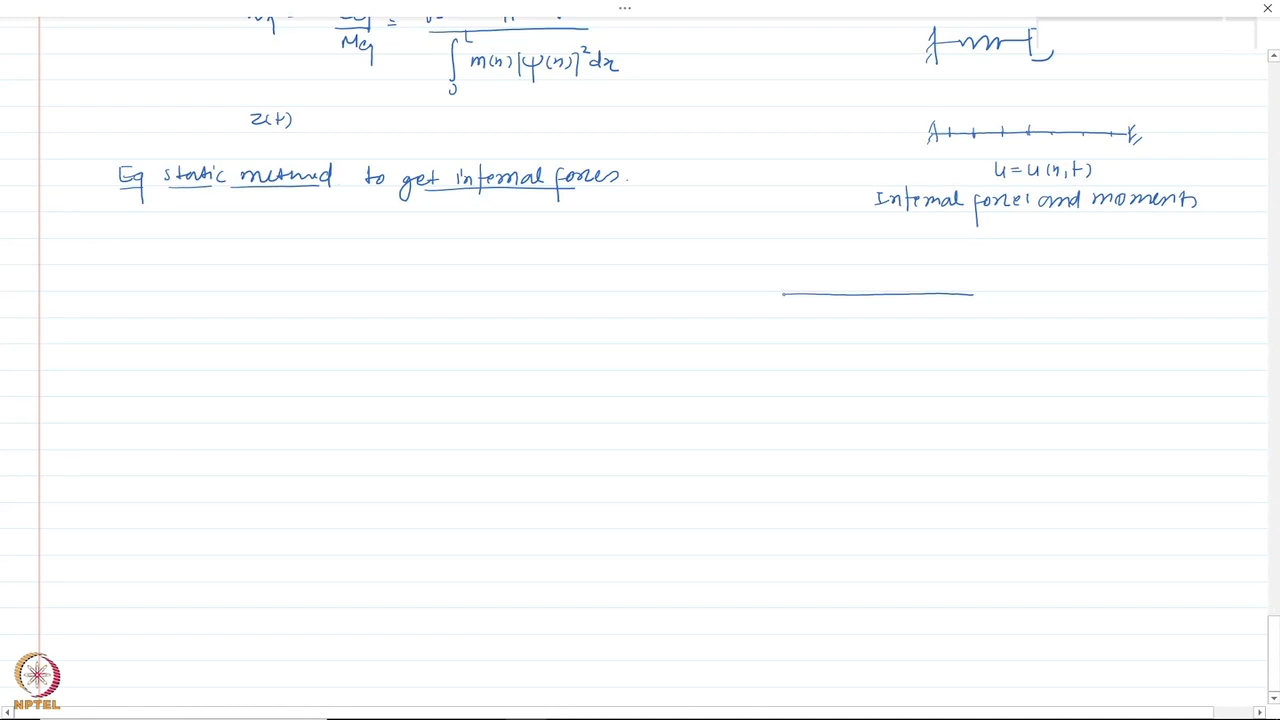 Meq
∫₀ᴸ m(x) [ψ(x)]² dx
z(t)
Eq static method to get internal forces.
u = u(x, t)
Internal forces and moments
NPTEL